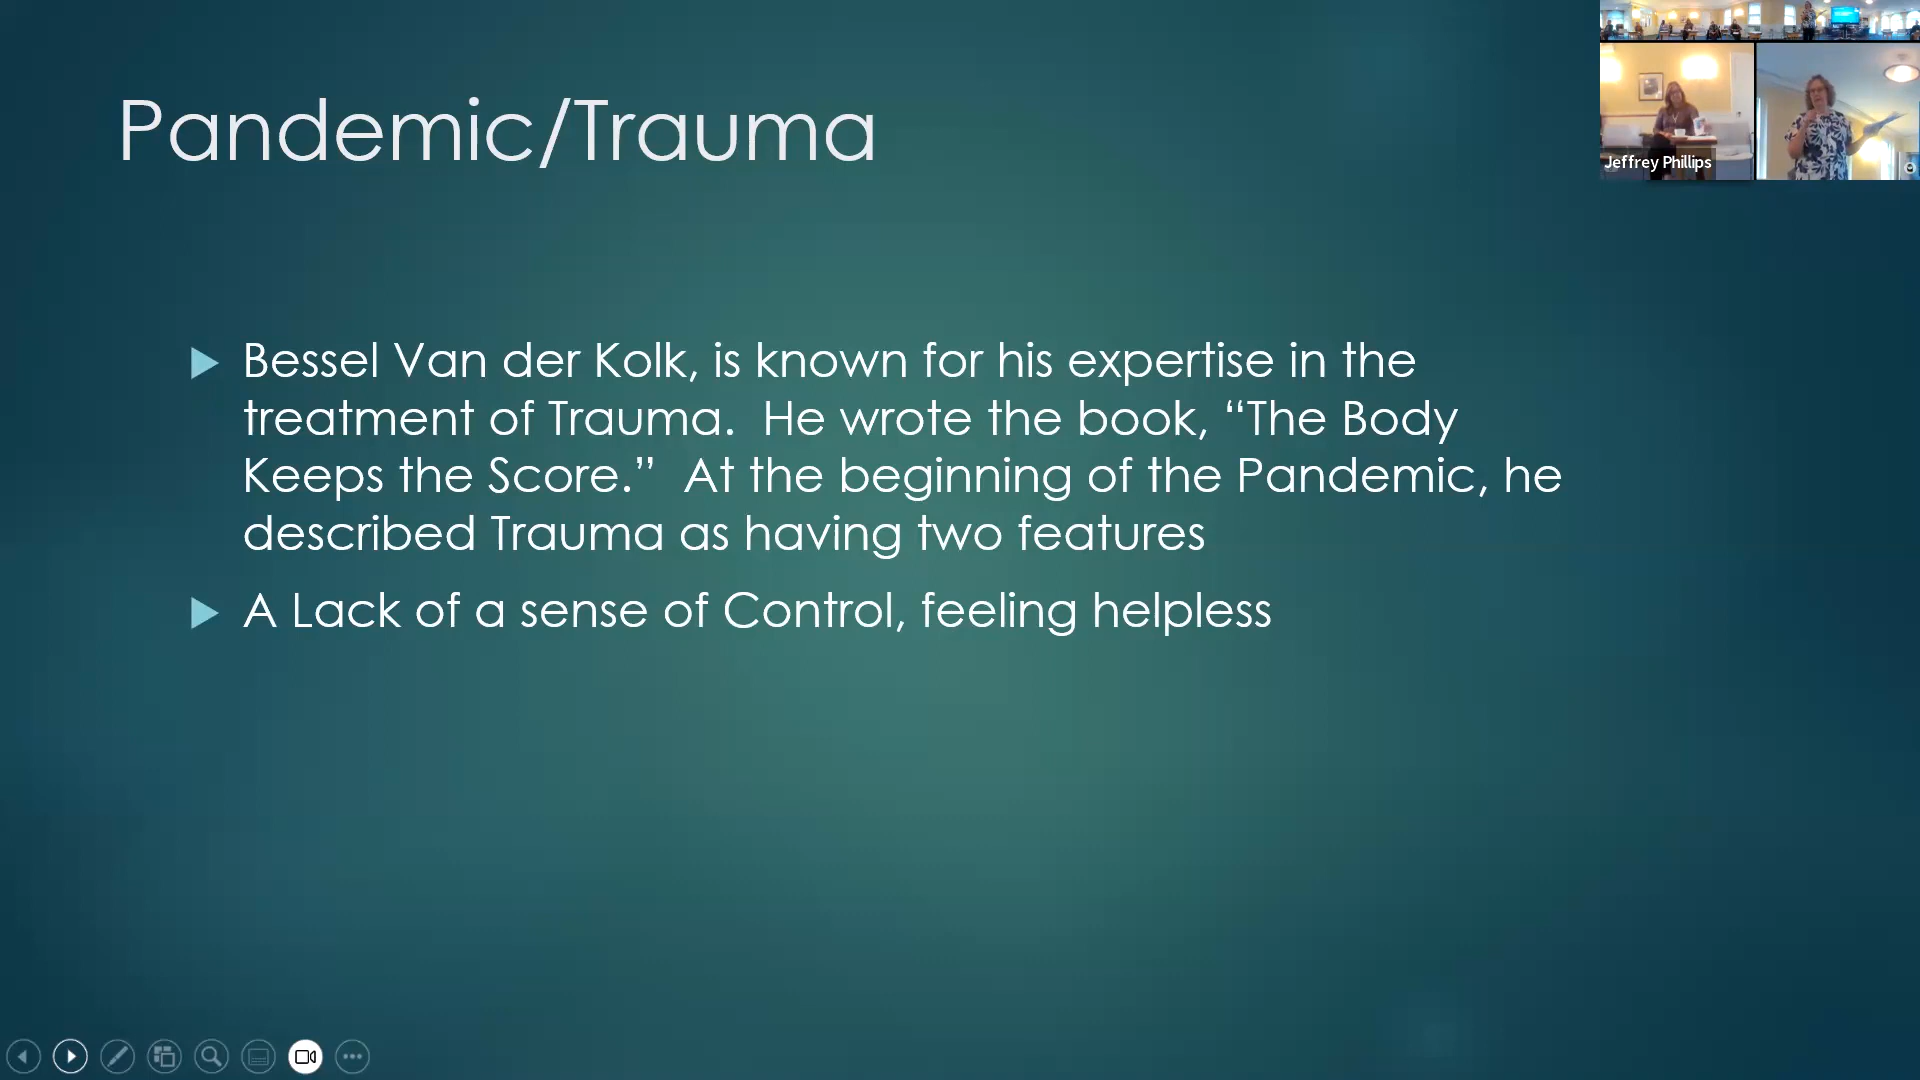 Pandemic/Trauma
Jeffrey Phillips
Bessel Van der Kolk, is known for his expertise in the
treatment of Trauma.  He wrote the book, “The Body
Keeps the Score.”  At the beginning of the Pandemic, he
described Trauma as having two features
A Lack of a sense of Control, feeling helpless